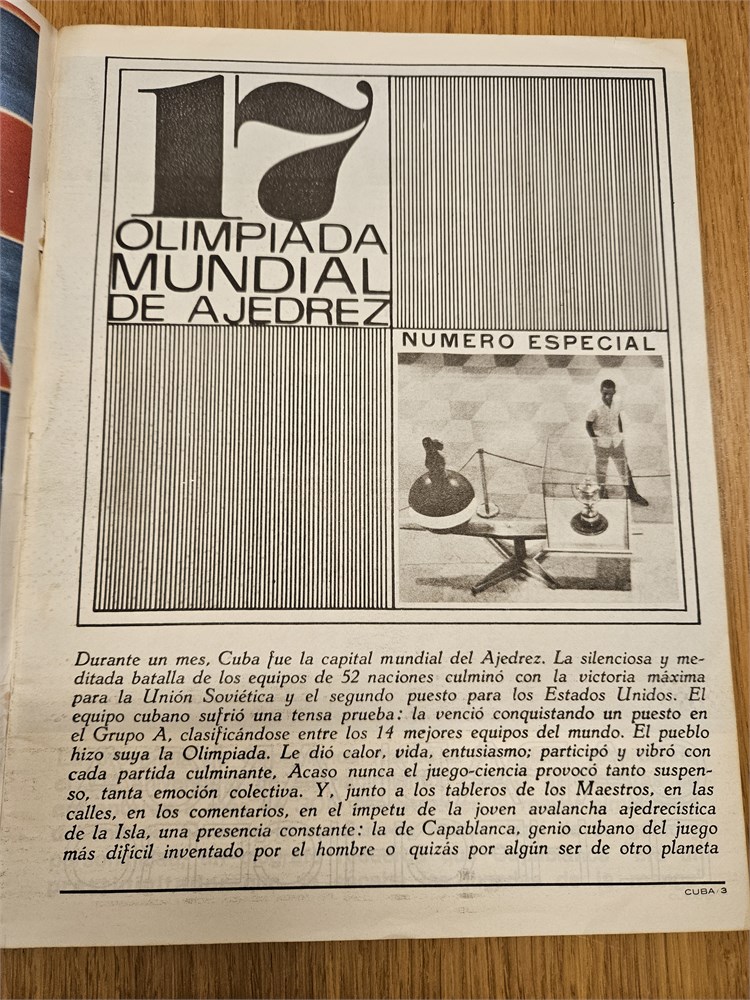 17
OLIMPIADA
MUNDIAL
DE AJEDREZ
NUMERO ESPECIAL
Durante un mes, Cuba fue la capital mundial del Ajedrez. La silenciosa y me-
ditada batalla de los equipos de 52 naciones culminó con la victoria máxima
para la Unión Soviética y el segundo puesto para los Estados Unidos. El
equipo cubano sufrió una tensa prueba: la venció conquistando un puesto en
el Grupo A, clasificándose entre los 14 mejores equipos del mundo. El pueblo
hizo suya la Olimpiada. Le dió calor, vida, entusiasmo; participó y vibró con
cada partida culminante, Acaso nunca el juego-ciencia provocó tanto suspen-
so, tanta emoción colectiva. Y, junto a los tableros de los Maestros, en las
calles, en los comentarios, en el ímpetu de la joven avalancha ajedrecística
de la Isla, una presencia constante: la de Capablanca, genio cubano del juego
más difícil inventado por el hombre o quizás por algún ser de otro planeta
CUBA/3